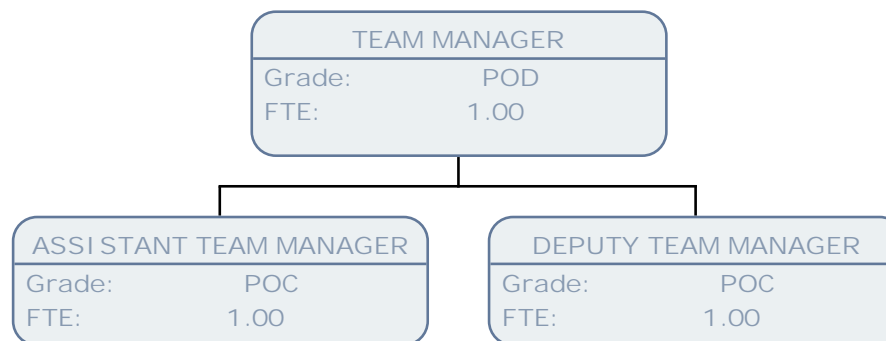 TEAM MANAGER
Grade: POD
FTE: 1.00
ASSISTANT TEAM MANAGER
Grade: POC
FTE: 1.00
DEPUTY TEAM MANAGER
Grade: POC
FTE: 1.00